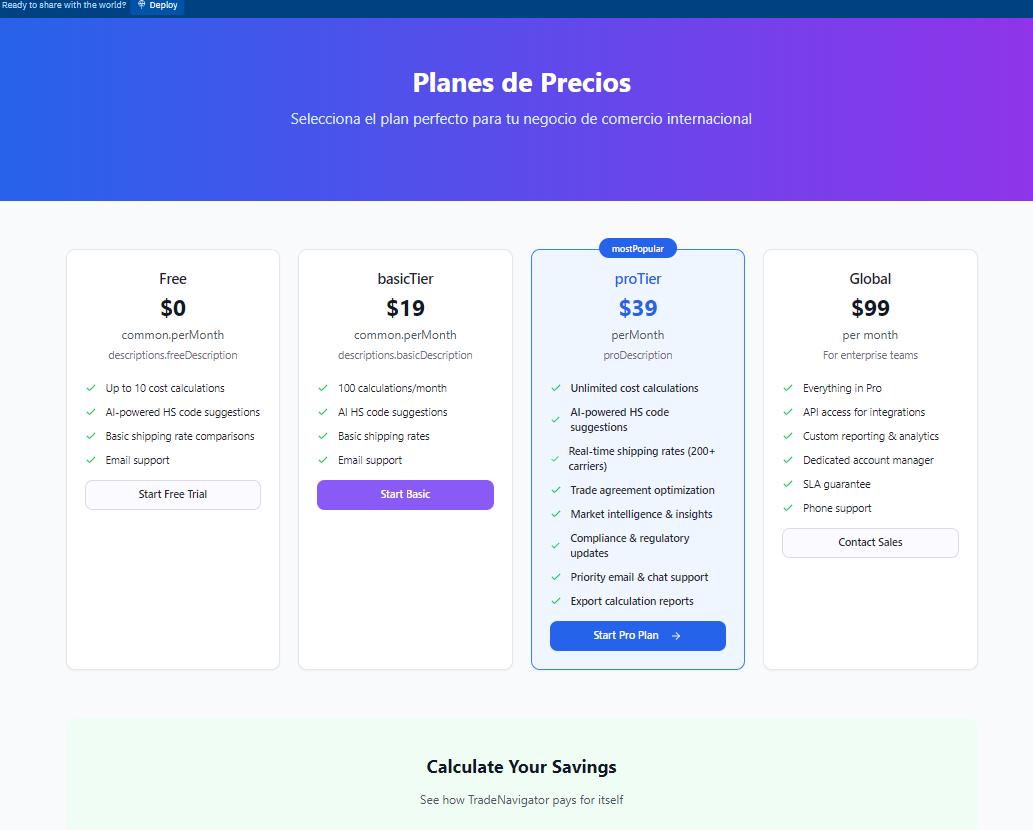 Ready to share with the world? Deploy
Planes de Precios
Selecciona el plan perfecto para tu negocio de comercio internacional
Free
$0
common.perMonth
descriptions.freeDescription
Up to 10 cost calculations
AI-powered HS code suggestions
Basic shipping rate comparisons
Email support
Start Free Trial
basicTier
$19
common.perMonth
descriptions.basicDescription
100 calculations/month
AI HS code suggestions
Basic shipping rates
Email support
Start Basic
mostPopular
proTier
$39
perMonth
proDescription
Unlimited cost calculations
AI-powered HS code
suggestions
Real-time shipping rates (200+
carriers)
Trade agreement optimization
Market intelligence & insights
Compliance & regulatory
updates
Priority email & chat support
Export calculation reports
Start Pro Plan →
Global
$99
per month
For enterprise teams
Everything in Pro
API access for integrations
Custom reporting & analytics
Dedicated account manager
SLA guarantee
Phone support
Contact Sales
Calculate Your Savings
See how TradeNavigator pays for itself